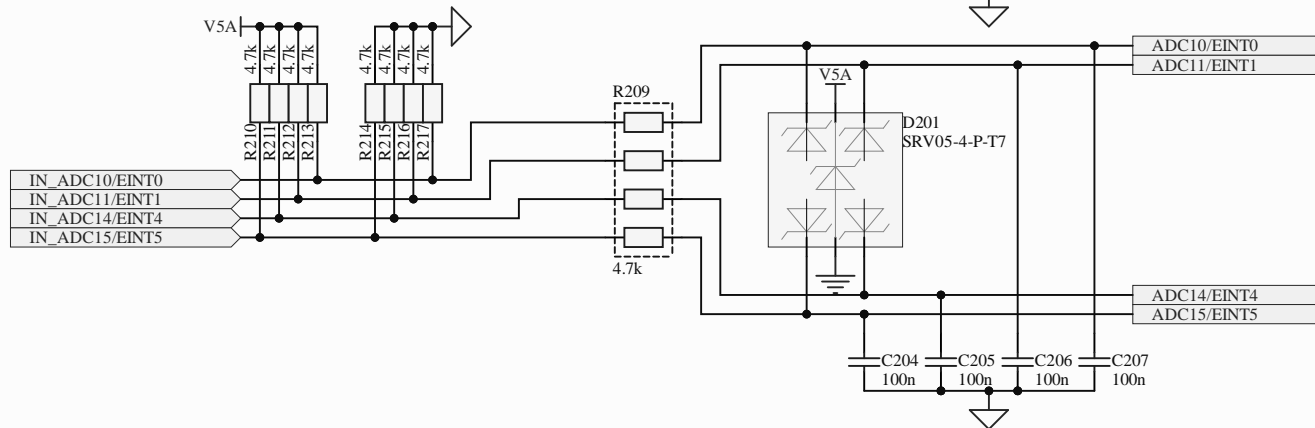 V5A
4.7k
4.7k
4.7k
4.7k
4.7k
4.7k
4.7k
4.7k
R210
R211
R212
R213
R214
R215
R216
R217
IN_ADC10/EINT0
IN_ADC11/EINT1
IN_ADC14/EINT4
IN_ADC15/EINT5
R209
4.7k
V5A
D201
SRV05-4-P-T7
ADC10/EINT0
ADC11/EINT1
ADC14/EINT4
ADC15/EINT5
C204
100n
C205
100n
C206
100n
C207
100n